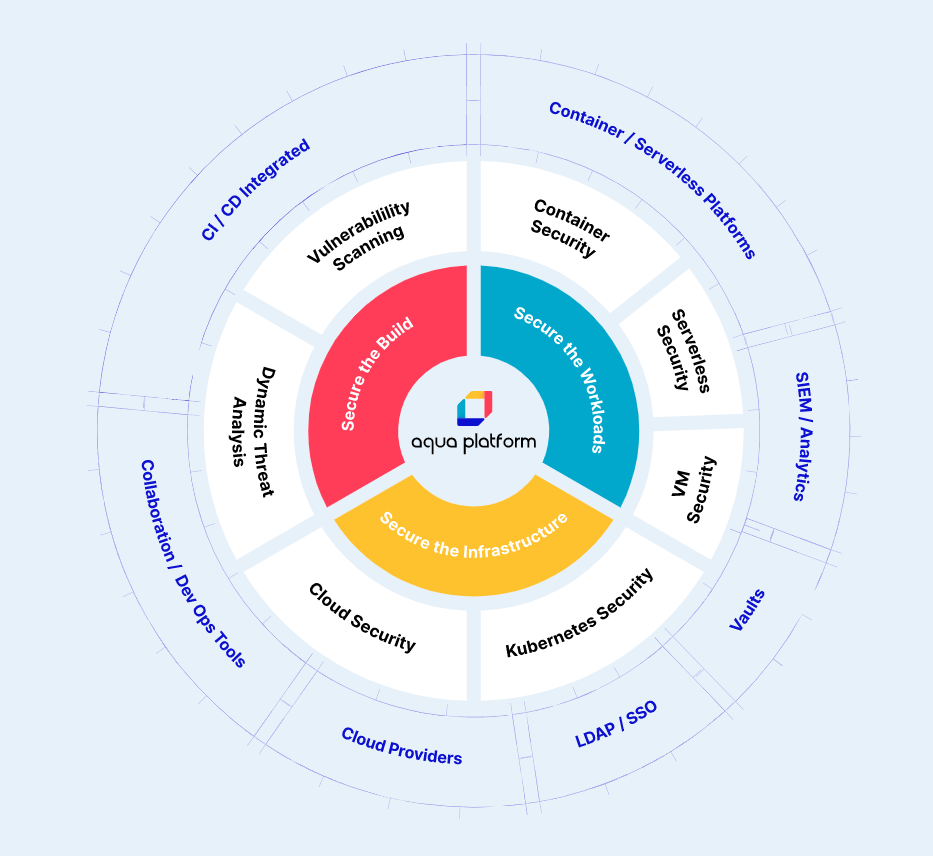 Container / Serverless Platforms
SIEM / Analytics
Vaults
LDAP / SSO
Cloud Providers
Collaboration / Dev Ops Tools
CI / CD Integrated
Container
Security
Serverless
Security
VM
Security
Kubernetes Security
Cloud Security
Dynamic Threat
Analysis
Vulnerabilility
Scanning
Secure the Build
Secure the Workloads
Secure the Infrastructure
aqua platform